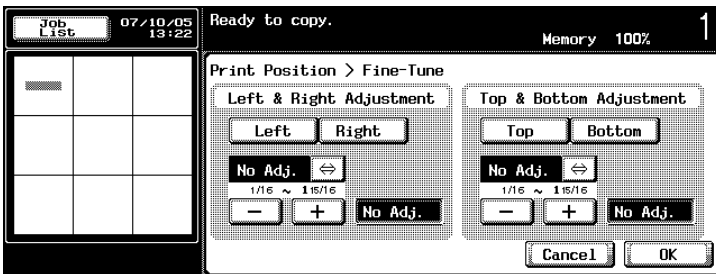 Job List
07/10/05
13:22
Ready to copy.
Memory 100%
1
Print Position > Fine-Tune
Left & Right Adjustment
Left Right
No Adj. ⇔
1/16 ~ 1 15/16
− + No Adj.
Top & Bottom Adjustment
Top Bottom
No Adj. ⇔
1/16 ~ 1 15/16
− + No Adj.
Cancel OK